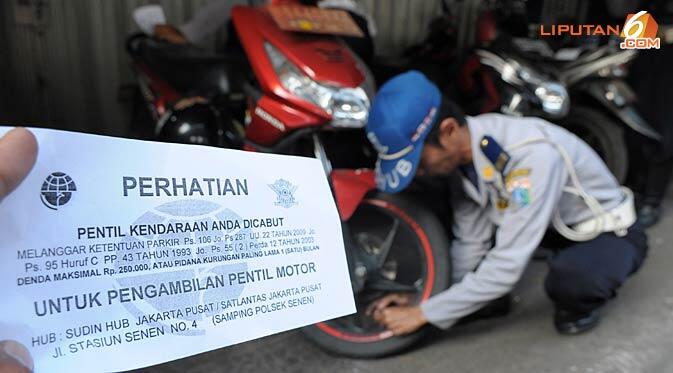 LIPUTAN6
.COM
PERHATIAN
PENTIL KENDARAAN ANDA DICABUT
MELANGGAR KETENTUAN PARKIR Ps. 106 Jo. Ps 287 UU. 22 TAHUN 2009 Jo.
Ps. 95 Huruf C PP. 43 TAHUN 1993 Jo. Ps. 55 ( 2 ) Perda 12 TAHUN 2003
DENDA MAKSIMAL Rp. 250.000, ATAU PIDANA KURUNGAN PALING LAMA 1 (SATU) BULAN
UNTUK PENGAMBILAN PENTIL MOTOR
HUB : SUDIN HUB JAKARTA PUSAT / SATLANTAS JAKARTA PUSAT
JL. STASIUN SENEN NO. 4 (SAMPING POLSEK SENEN)
HUB
HONDA